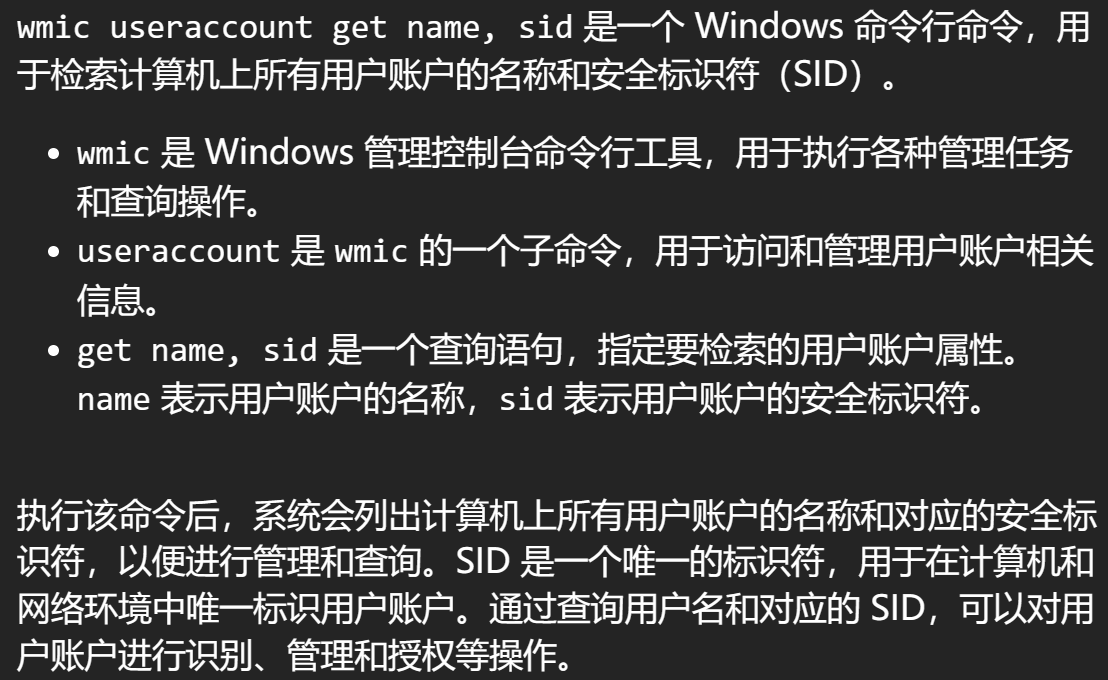 wmic useraccount get name, sid 是一个 Windows 命令行命令，用
于检索计算机上所有用户账户的名称和安全标识符（SID）。
• wmic 是 Windows 管理控制台命令行工具，用于执行各种管理任务
和查询操作。
• useraccount 是 wmic 的一个子命令，用于访问和管理用户账户相关
信息。
• get name, sid 是一个查询语句，指定要检索的用户账户属性。
name 表示用户账户的名称，sid 表示用户账户的安全标识符。
执行该命令后，系统会列出计算机上所有用户账户的名称和对应的安全标
识符，以便进行管理和查询。SID 是一个唯一的标识符，用于在计算机和
网络环境中唯一标识用户账户。通过查询用户名和对应的 SID，可以对用
户账户进行识别、管理和授权等操作。